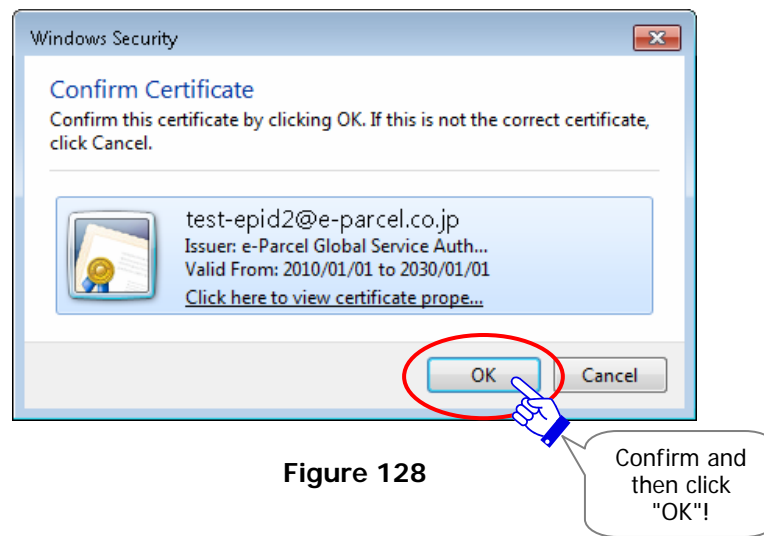 Windows Security
Confirm Certificate
Confirm this certificate by clicking OK. If this is not the correct certificate,
click Cancel.
test-epid2@e-parcel.co.jp
Issuer: e-Parcel Global Service Auth...
Valid From: 2010/01/01 to 2030/01/01
Click here to view certificate prope...
OK
Cancel
Figure 128
Confirm and
then click
"OK"!